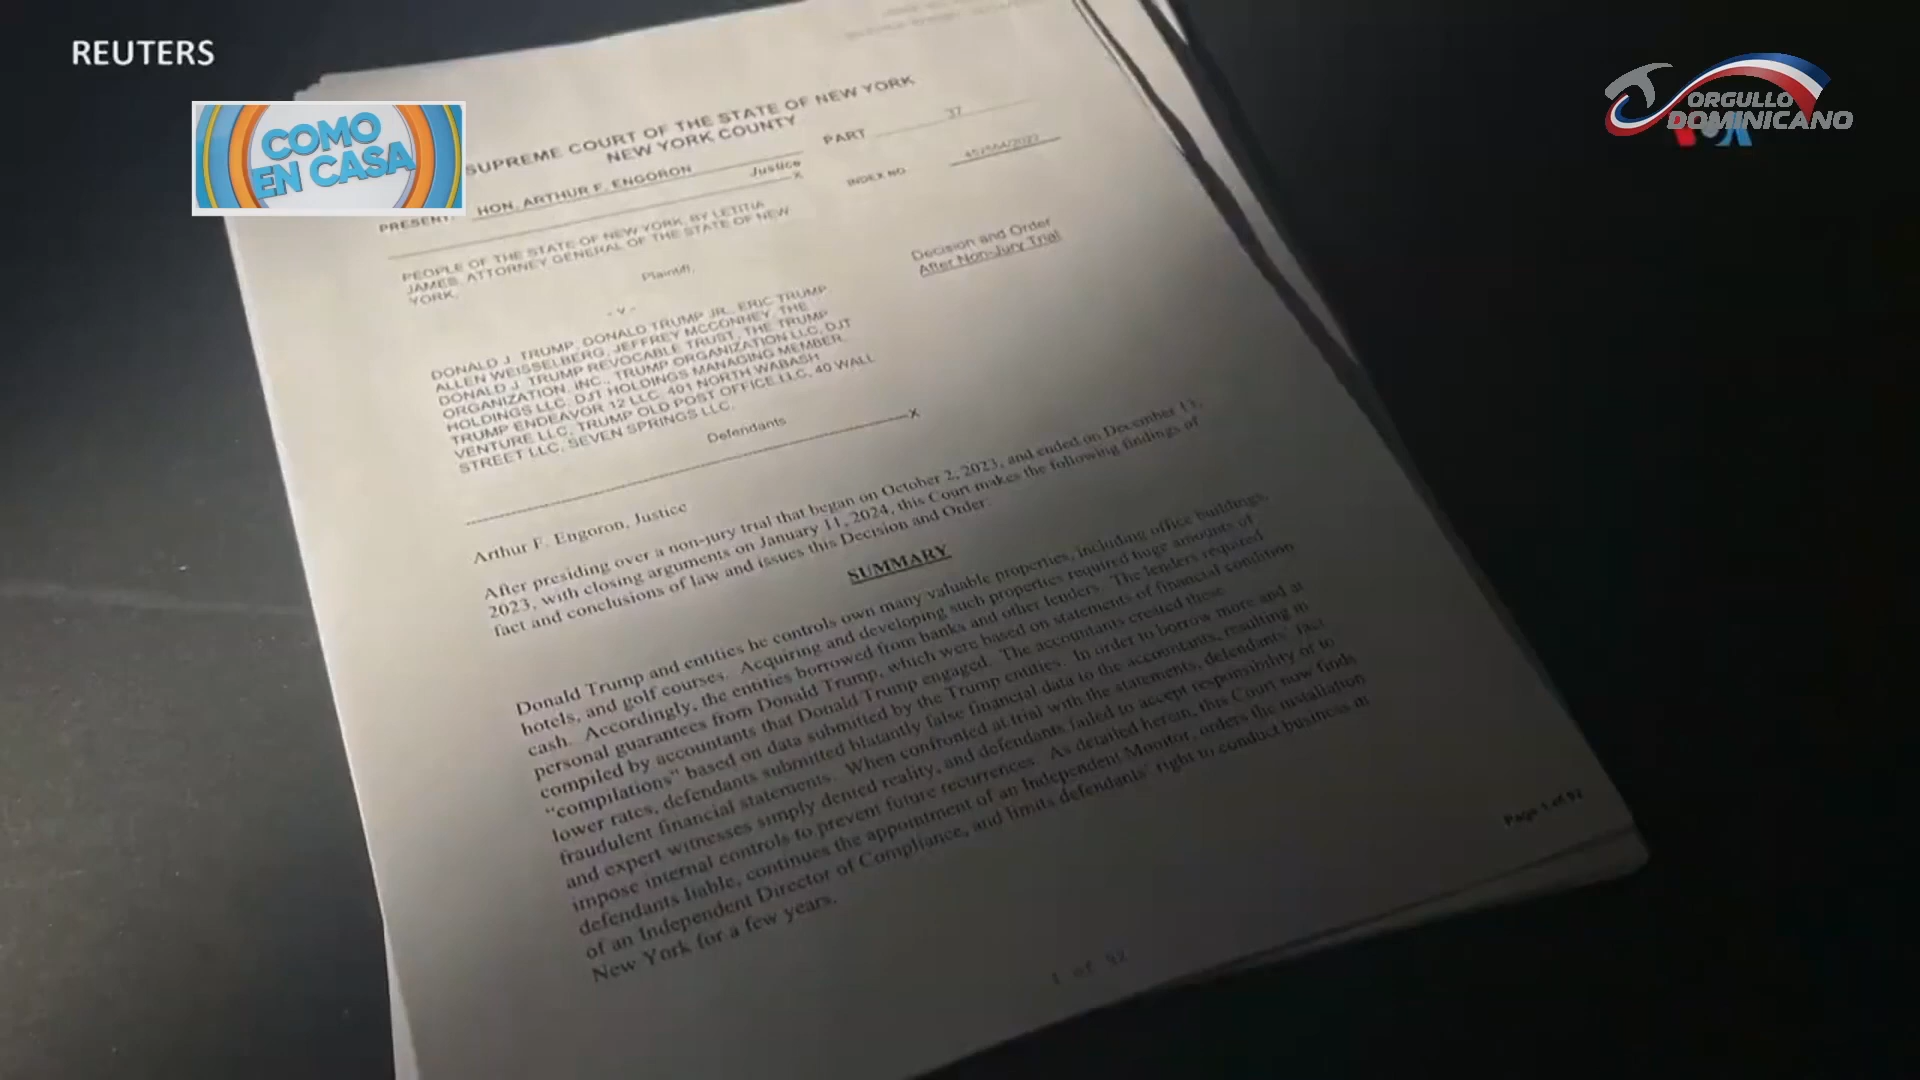 REUTERS
COMO
EN CASA
ORGULLO
DOMINICANO
SUPREME COURT OF THE STATE OF NEW YORK
NEW YORK COUNTY
PRESENT:
HON. ARTHUR F. ENGORON
Justice
PART
37
X
INDEX NO.
PEOPLE OF THE STATE OF NEW YORK, BY LETITIA
JAMES, ATTORNEY GENERAL OF THE STATE OF NEW
YORK,
Plaintiff,
- v -
Decision and Order
After Non-Jury Trial
DONALD J. TRUMP, DONALD TRUMP JR., ERIC TRUMP
ALLEN WEISSELBERG, JEFFREY MCCONNEY, THE
DONALD J. TRUMP REVOCABLE TRUST, THE TRUMP
ORGANIZATION, INC., TRUMP ORGANIZATION LLC, DJT
HOLDINGS LLC, DJT HOLDINGS MANAGING MEMBER
TRUMP ENDEAVOR 12 LLC, 401 NORTH WABASH
VENTURE LLC, TRUMP OLD POST OFFICE LLC, 40 WALL
STREET LLC, SEVEN SPRINGS LLC,
Defendants
X
Arthur F. Engoron, Justice
After presiding over a non-jury trial that began on October 2, 2023, and ended on December 13,
2023, with closing arguments on January 11, 2024, this Court makes the following findings of
fact and conclusions of law and issues this Decision and Order.
SUMMARY
Donald Trump and entities he controls own many valuable properties, including office buildings,
hotels, and golf courses. Acquiring and developing such properties required huge amounts of
cash. Accordingly, the entities borrowed from banks and other lenders. The lenders required
personal guarantees from Donald Trump, which were based on statements of financial condition
compiled by accountants that Donald Trump engaged. The accountants created these
“compilations” based on data submitted by the Trump entities. In order to borrow more and at
lower rates, defendants submitted blatantly false financial data to the accountants, resulting in
fraudulent financial statements. When confronted at trial with the statements, defendants' fact
and expert witnesses simply denied reality, and defendants failed to accept responsibility or to
impose internal controls to prevent future recurrences. As detailed herein, this Court now finds
defendants liable, continues the appointment of an Independent Monitor, orders the installation
of an Independent Director of Compliance, and limits defendants' right to conduct business in
New York for a few years.
Page 1 of 92
1 of 92